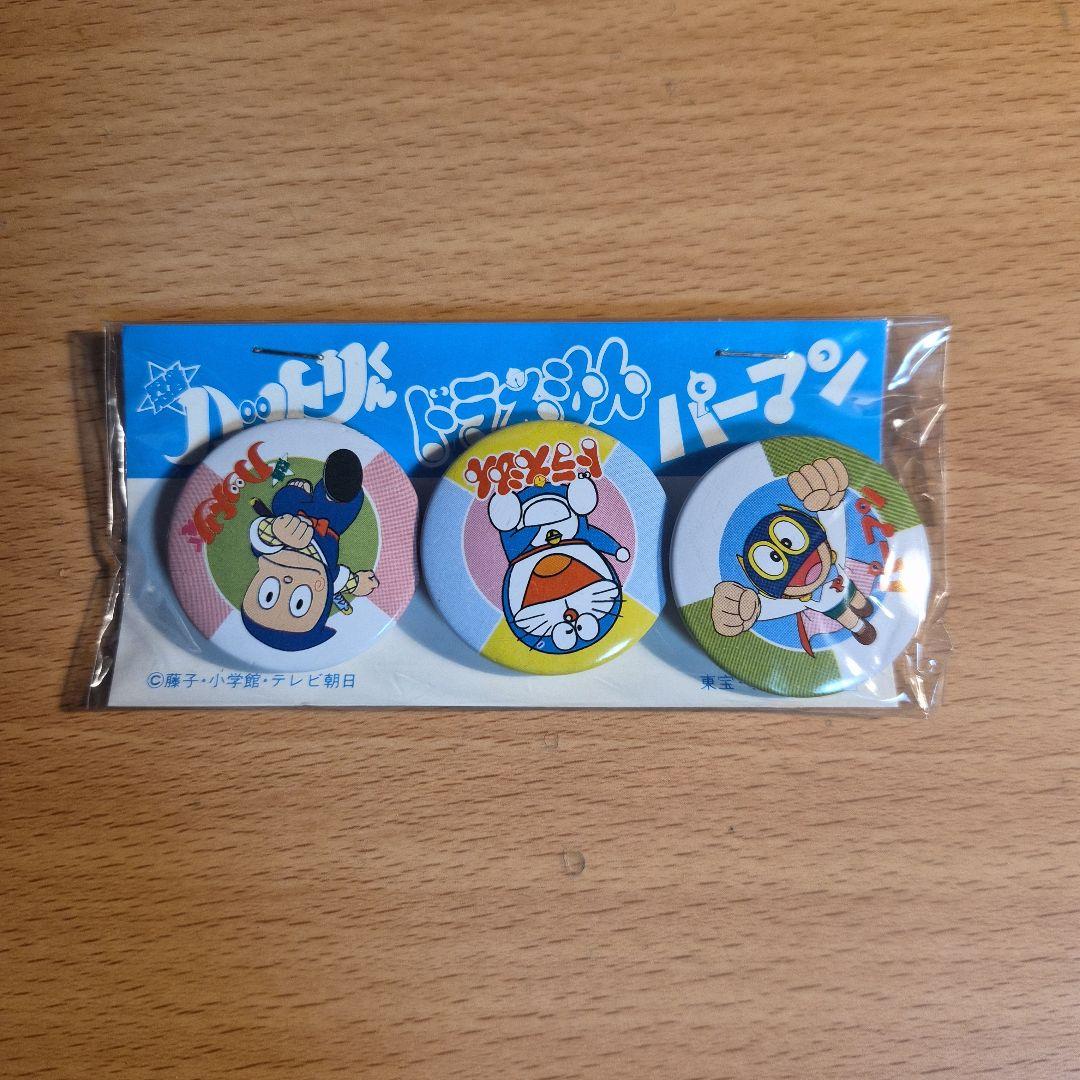 忍者 ハットリくん ドラえもん パーマン
ハットリくん
ドラえもん
パーマン
©藤子・小学館・テレビ朝日
東宝